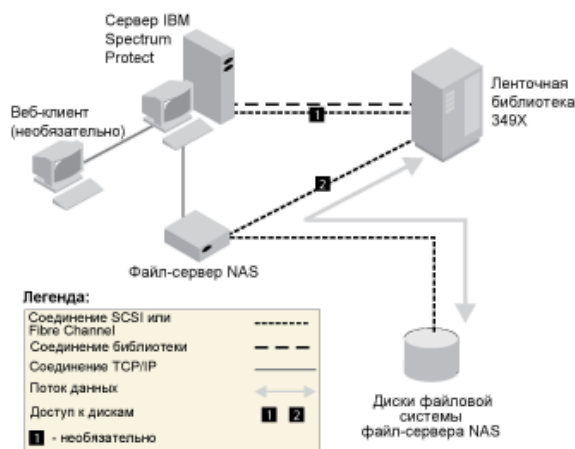 Сервер IBM
Spectrum
Protect
Веб-клиент
(необязательно)
1
Ленточная
библиотека
349X
2
Файл-сервер NAS
Диски файловой
системы
файл-сервера NAS
Легенда:
Соединение SCSI или
Fibre Channel
Соединение библиотеки
Соединение TCP/IP
Поток данных
Доступ к дискам 1 2
1 - необязательно